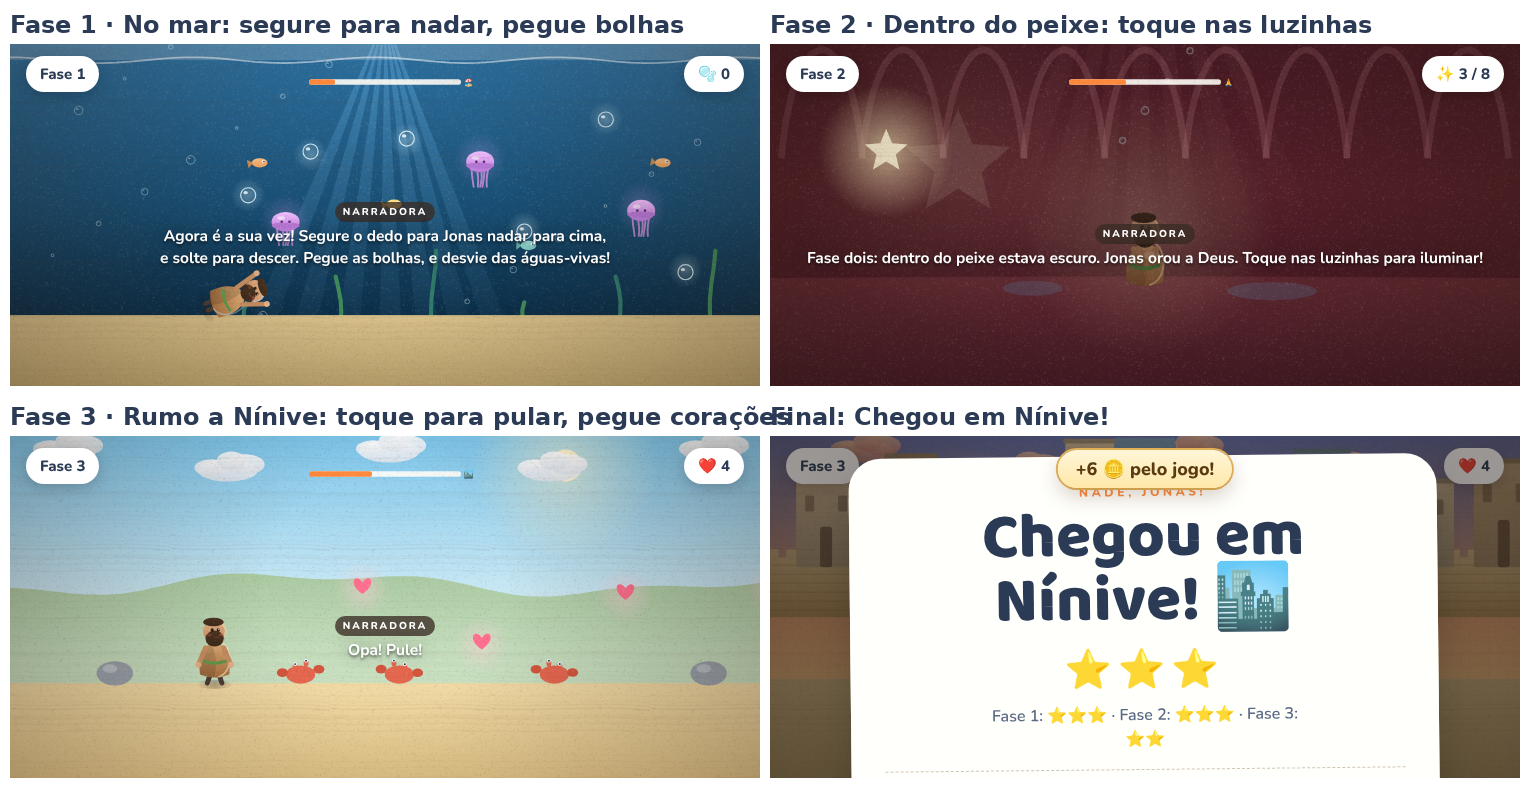 Fase 1 · No mar: segure para nadar, pegue bolhas
Fase 1
0
NARRADORA
Agora é a sua vez! Segure o dedo para Jonas nadar para cima,
e solte para descer. Pegue as bolhas, e desvie das águas-vivas!
Fase 2 · Dentro do peixe: toque nas luzinhas
Fase 2
3 / 8
NARRADORA
Fase dois: dentro do peixe estava escuro. Jonas orou a Deus. Toque nas luzinhas para iluminar!
Fase 3 · Rumo a Nínive: toque para pular, pegue corações
Fase 3
4
NARRADORA
Opa! Pule!
Final: Chegou em Nínive!
Fase 3
4
+6 pelo jogo!
NADE, JONAS!
Chegou em
Nínive!
Fase 1: ⭐⭐⭐ · Fase 2: ⭐⭐⭐ · Fase 3:
⭐⭐